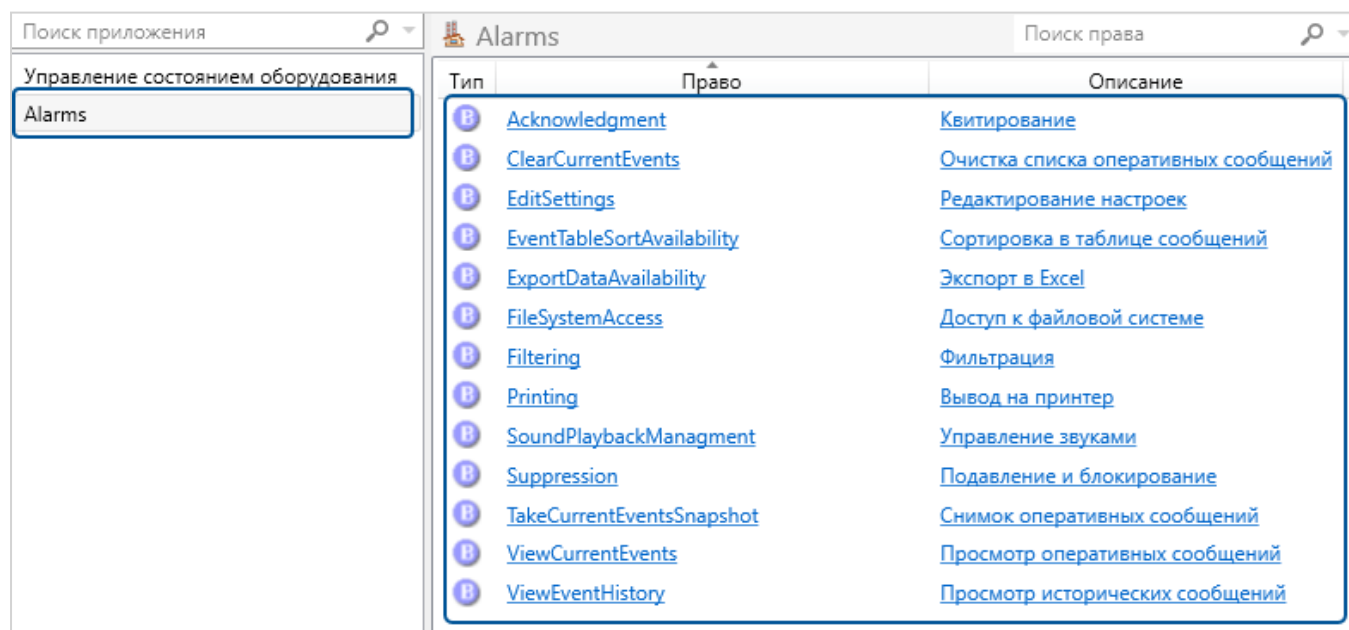 Поиск приложения
Управление состоянием оборудования
Alarms
Alarms
Поиск права
Тип Право Описание
B Acknowledgment Квитирование
B ClearCurrentEvents Очистка списка оперативных сообщений
B EditSettings Редактирование настроек
B EventTableSortAvailability Сортировка в таблице сообщений
B ExportDataAvailability Экспорт в Excel
B FileSystemAccess Доступ к файловой системе
B Filtering Фильтрация
B Printing Вывод на принтер
B SoundPlaybackManagment Управление звуками
B Suppression Подавление и блокирование
B TakeCurrentEventsSnapshot Снимок оперативных сообщений
B ViewCurrentEvents Просмотр оперативных сообщений
B ViewEventHistory Просмотр исторических сообщений